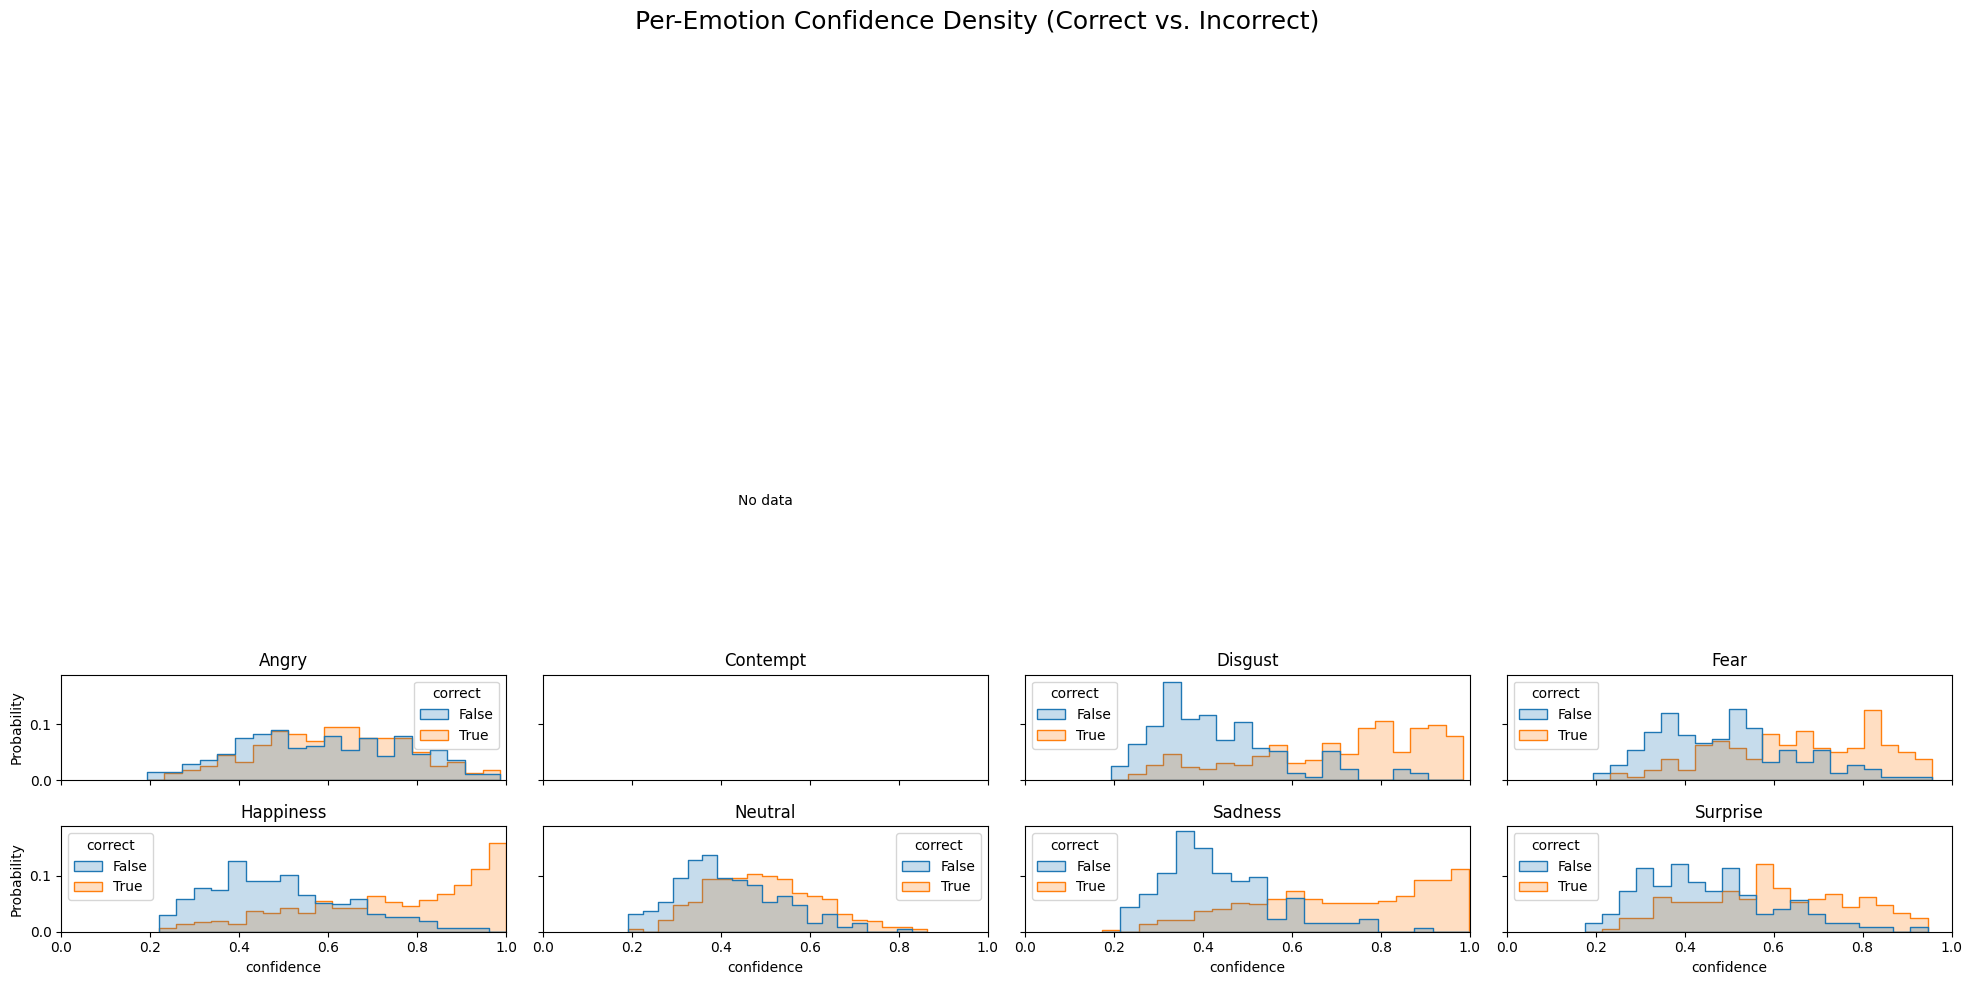 Per-Emotion Confidence Density (Correct vs. Incorrect)
No data
Angry
Contempt
Disgust
Fear
Probability
0.1
0.0
correct
False
True
correct
False
True
correct
False
True
Happiness
Neutral
Sadness
Surprise
Probability
0.1
0.0
correct
False
True
correct
False
True
correct
False
True
correct
False
True
0.0 0.2 0.4 0.6 0.8 1.0
0.0 0.2 0.4 0.6 0.8 1.0
0.0 0.2 0.4 0.6 0.8 1.0
0.0 0.2 0.4 0.6 0.8 1.0
confidence
confidence
confidence
confidence